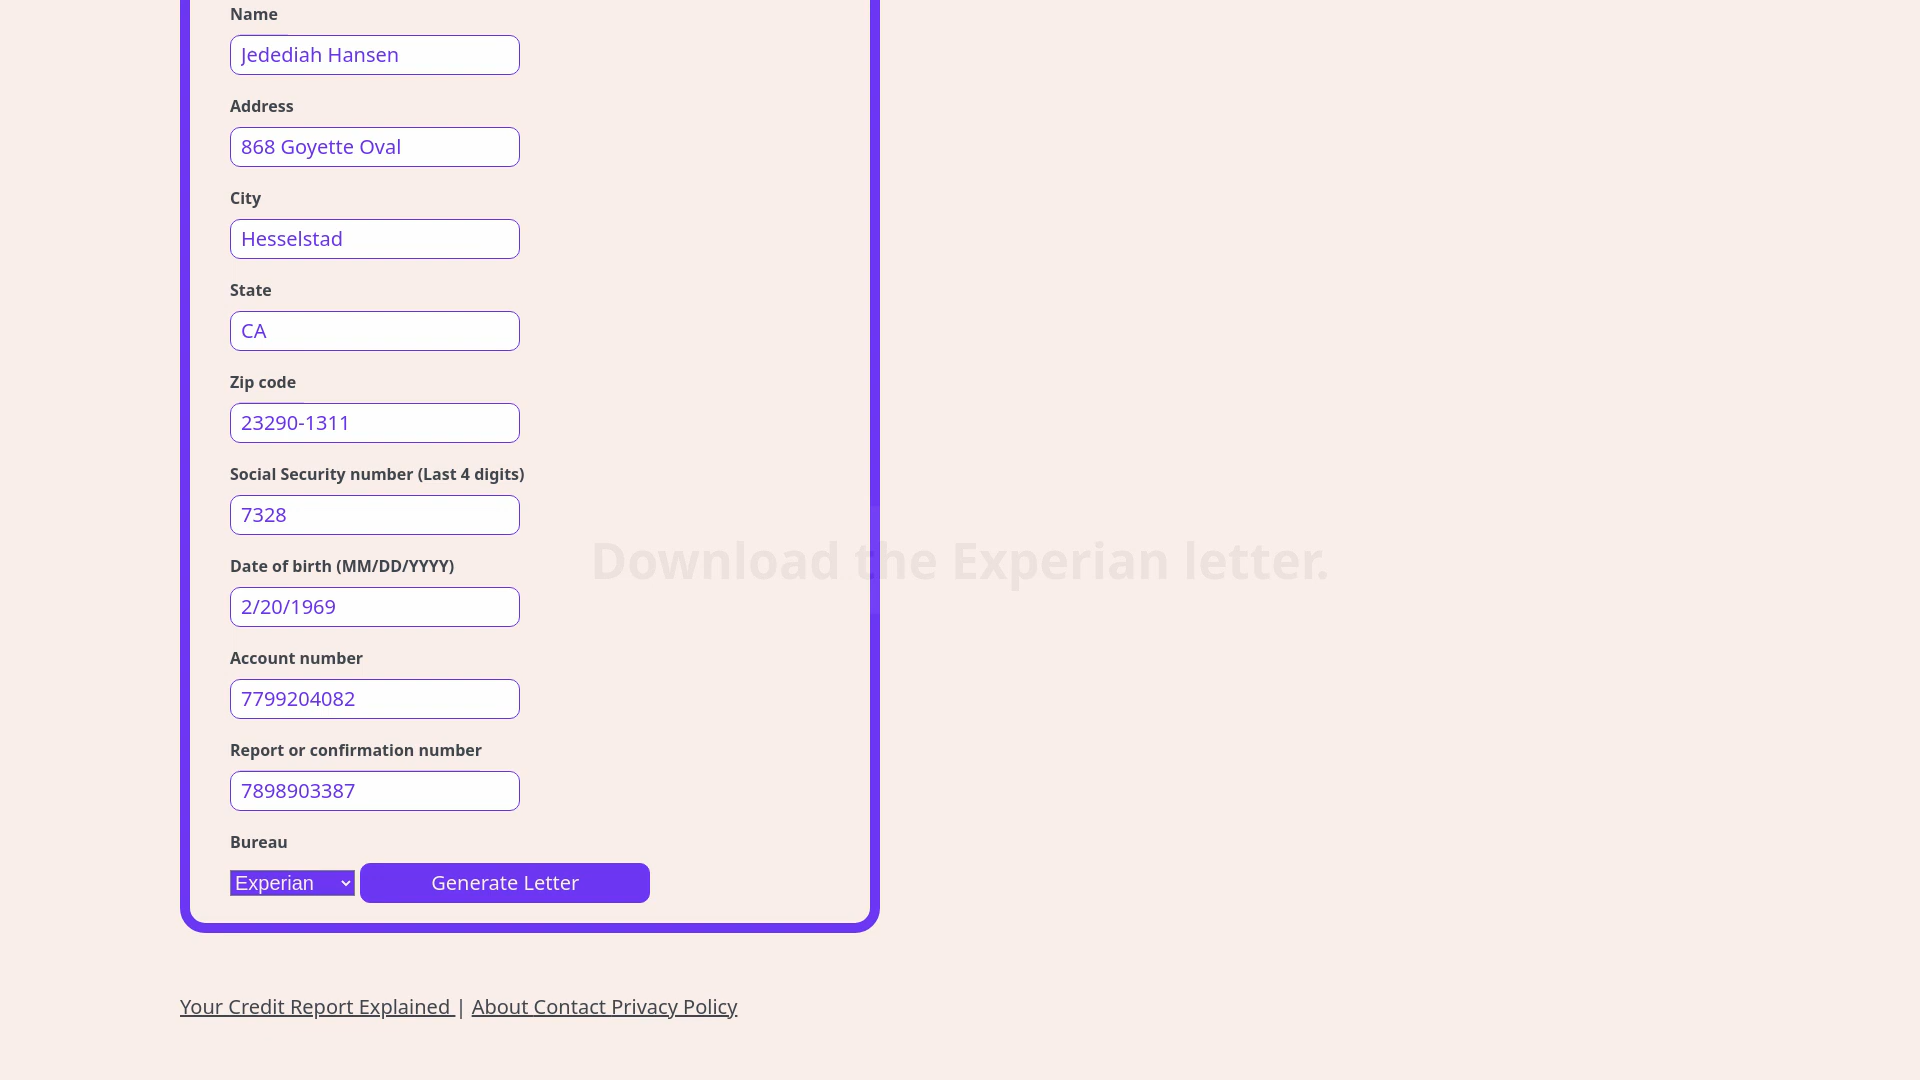 Name
Jedediah Hansen
Address
868 Goyette Oval
City
Hesselstad
State
CA
Zip code
23290-1311
Social Security number (Last 4 digits)
7328
Download the Experian letter.
Date of birth (MM/DD/YYYY)
2/20/1969
Account number
7799204082
Report or confirmation number
7898903387
Bureau
Experian Generate Letter
Your Credit Report Explained | About Contact Privacy Policy